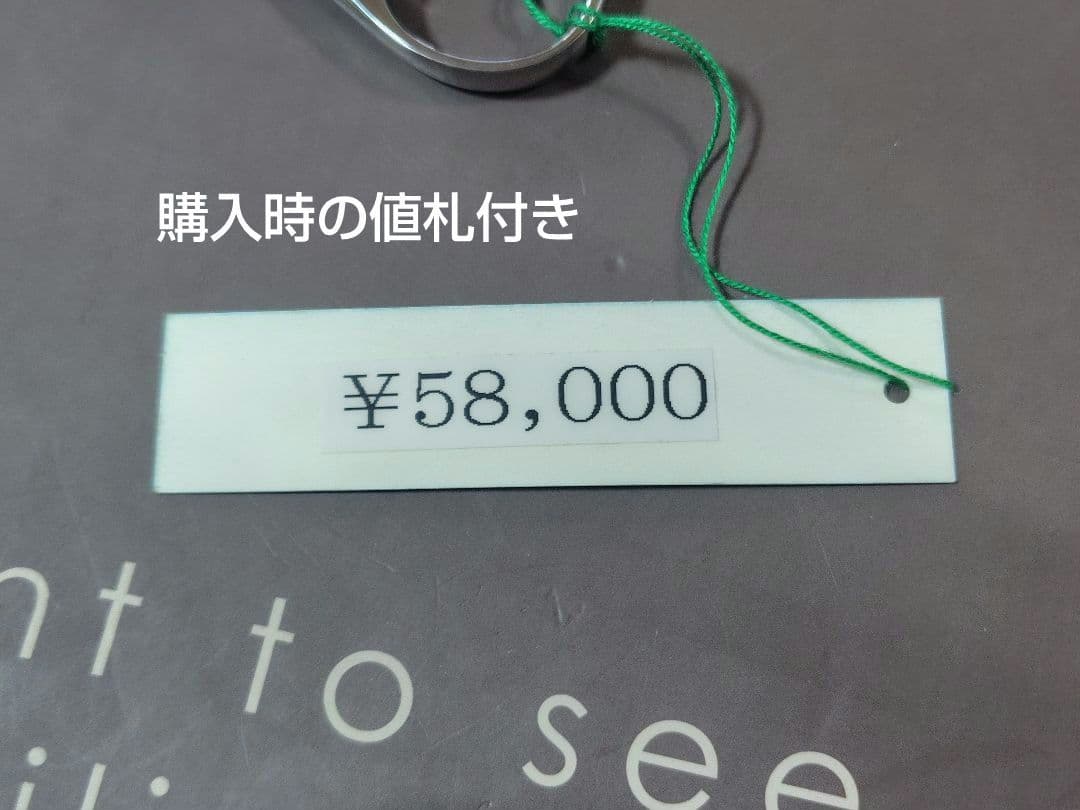 購入時の値札付き
¥58,000
nt to see